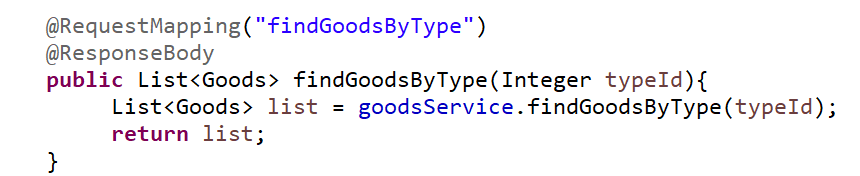 @RequestMapping("findGoodsByType")
@ResponseBody
public List<Goods> findGoodsByType(Integer typeId){
List<Goods> list = goodsService.findGoodsByType(typeId);
return list;
}